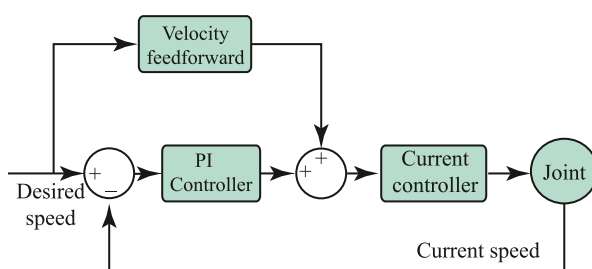 Velocity
feedforward
+
+
−
+
PI
Controller
Current
controller
Joint
Desired
speed
Current speed